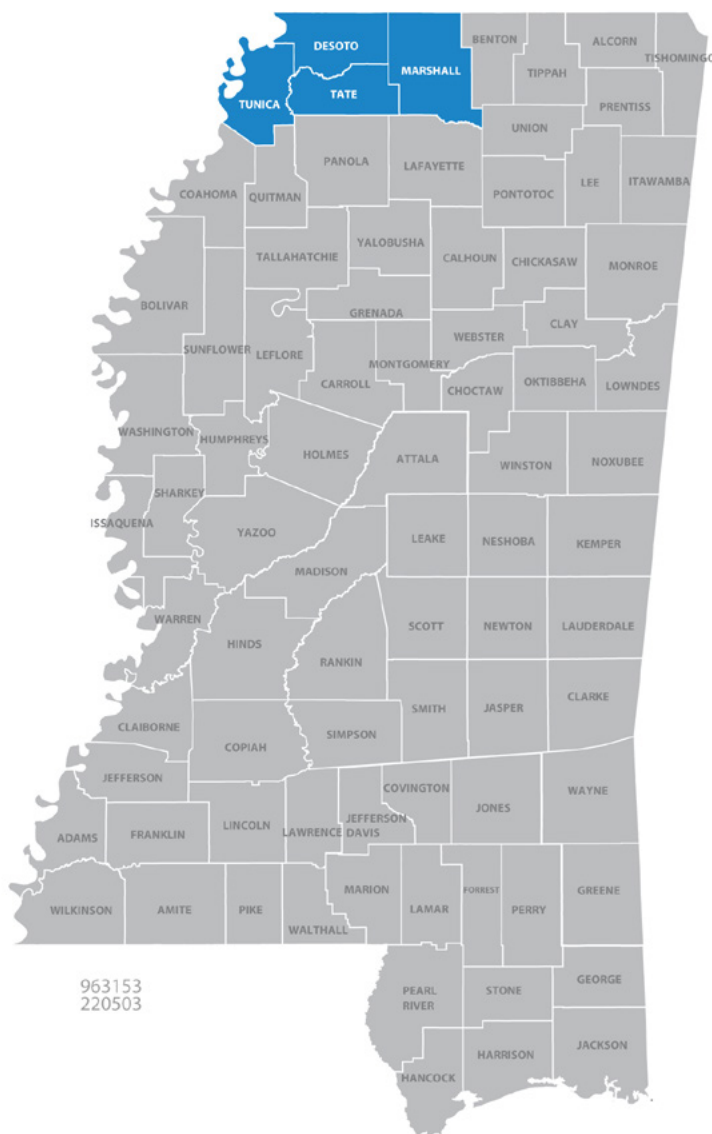 DESOTO
BENTON
ALCORN
TISHOMINGO
MARSHALL
TIPPAH
TUNICA
TATE
PRENTISS
UNION
PANOLA
LAFAYETTE
COAHOMA
QUITMAN
PONTOTOC
LEE
ITAWAMBA
TALLAHATCHIE
YALOBUSHA
CALHOUN
CHICKASAW
MONROE
BOLIVAR
GRENADA
CLAY
SUNFLOWER
LEFLORE
WEBSTER
MONTGOMERY
CARROLL
CHOCTAW
OKTIBBEHA
LOWNDES
WASHINGTON
HUMPHREYS
HOLMES
ATTALA
WINSTON
NOXUBEE
SHARKEY
ISSAQUENA
YAZOO
LEAKE
NESHOBA
KEMPER
MADISON
WARREN
HINDS
RANKIN
SCOTT
NEWTON
LAUDERDALE
CLAIBORNE
COPIAH
SIMPSON
SMITH
JASPER
CLARKE
JEFFERSON
COVINGTON
JONES
WAYNE
ADAMS
FRANKLIN
LINCOLN
LAWRENCE
JEFFERSON
DAVIS
WILKINSON
AMITE
PIKE
WALTHALL
MARION
LAMAR
FORREST
PERRY
GREENE
963153
220503
PEARL
RIVER
STONE
GEORGE
HANCOCK
HARRISON
JACKSON